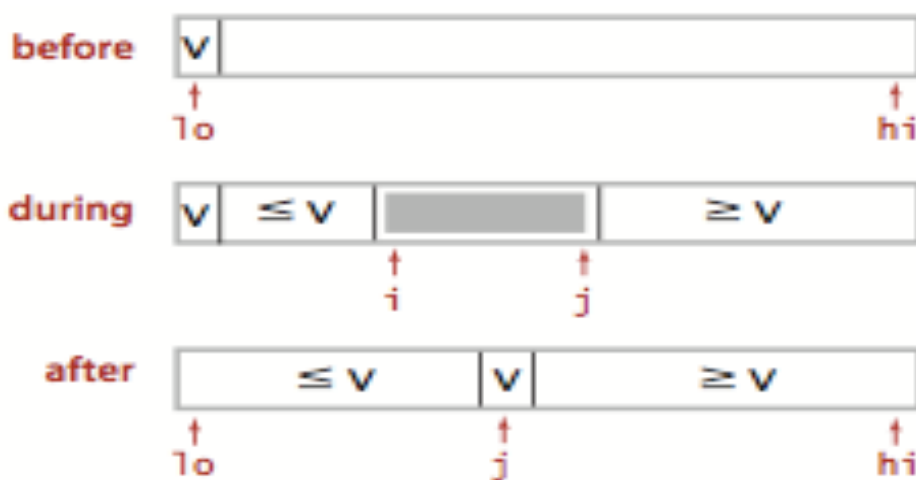 before v
lo hi
during v ≤ v ≥ v
i j
after ≤ v v ≥ v
lo j hi